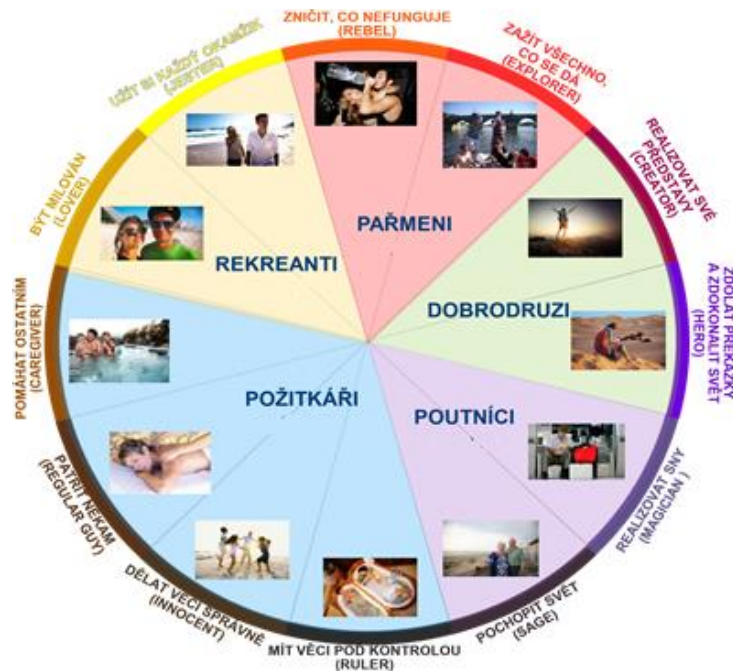 ZNIČIT, CO NEFUNGUJE
(REBEL)
ZAŽÍT VŠECHNO,
CO SE DÁ
(EXPLORER)
REALIZOVAT SVÉ
PŘEDSTAVY
(CREATOR)
ZDOLAT PŘEKÁŽKY
A ZDOKONALIT SVĚT
(HERO)
REALIZOVAT SNY
(MAGICIAN )
POCHOPIT SVĚT
(SAGE)
MÍT VĚCI POD KONTROLOU
(RULER)
DĚLAT VĚCI SPRÁVNĚ
(INNOCENT)
PATŘIT NĚKAM
(REGULAR GUY)
POMÁHAT OSTATNÍM
(CAREGIVER)
BÝT MILOVÁN
(LOVER)
UŽÍT SI KAŽDÝ OKAMŽIK
(JESTER)
PAŘMENI
REKREANTI
DOBRODRUZI
POŽITKÁŘI
POUTNÍCI